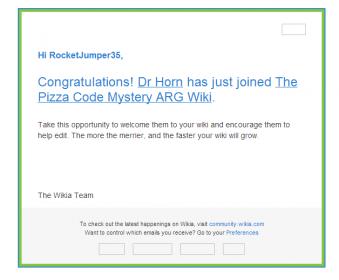 Hi RocketJumper35,
Congratulations! Dr Horn has just joined The
Pizza Code Mystery ARG Wiki.
Take this opportunity to welcome them to your wiki and encourage them to
help edit. The more the merrier, and the faster your wiki will grow.
The Wikia Team
To check out the latest happenings on Wikia, visit community.wikia.com
Want to control which emails you receive? Go to your Preferences